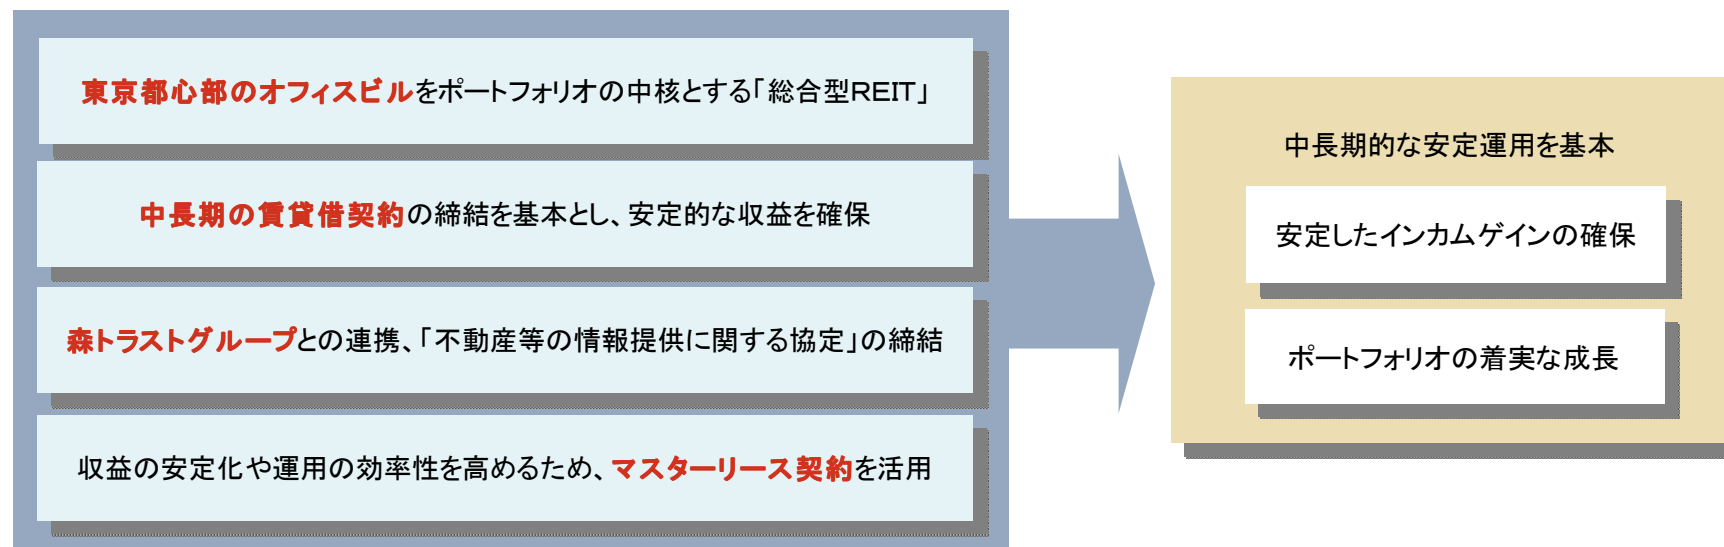 東京都心部のオフィスビルをポートフォリオの中核とする「総合型REIT」
中長期の賃貸借契約の締結を基本とし、安定的な収益を確保
森トラストグループとの連携、「不動産等の情報提供に関する協定」の締結
収益の安定化や運用の効率性を高めるため、マスターリース契約を活用
中長期的な安定運用を基本
安定したインカムゲインの確保
ポートフォリオの着実な成長